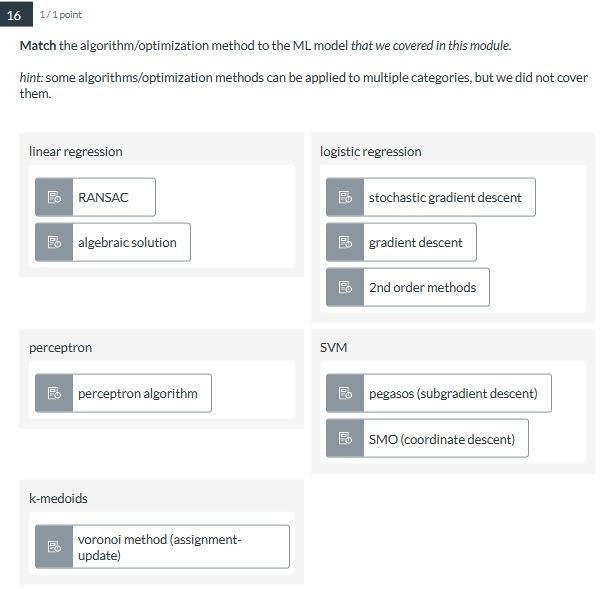 16 1 / 1 point
Match the algorithm/optimization method to the ML model that we covered in this module.
hint: some algorithms/optimization methods can be applied to multiple categories, but we did not cover
them.
linear regression
RANSAC
algebraic solution
logistic regression
stochastic gradient descent
gradient descent
2nd order methods
perceptron
perceptron algorithm
SVM
pegasos (subgradient descent)
SMO (coordinate descent)
k-medoids
voronoi method (assignment-
update)